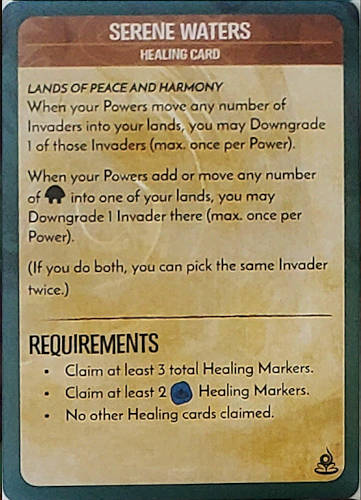 SERENE WATERS
HEALING CARD
LANDS OF PEACE AND HARMONY
When your Powers move any number of
Invaders into your lands, you may Downgrade
1 of those Invaders (max. once per Power).
When your Powers add or move any number
of into one of your lands, you may
Downgrade 1 Invader there (max. once per
Power).
(If you do both, you can pick the same Invader
twice.)
REQUIREMENTS
• Claim at least 3 total Healing Markers.
• Claim at least 2 Healing Markers.
• No other Healing cards claimed.